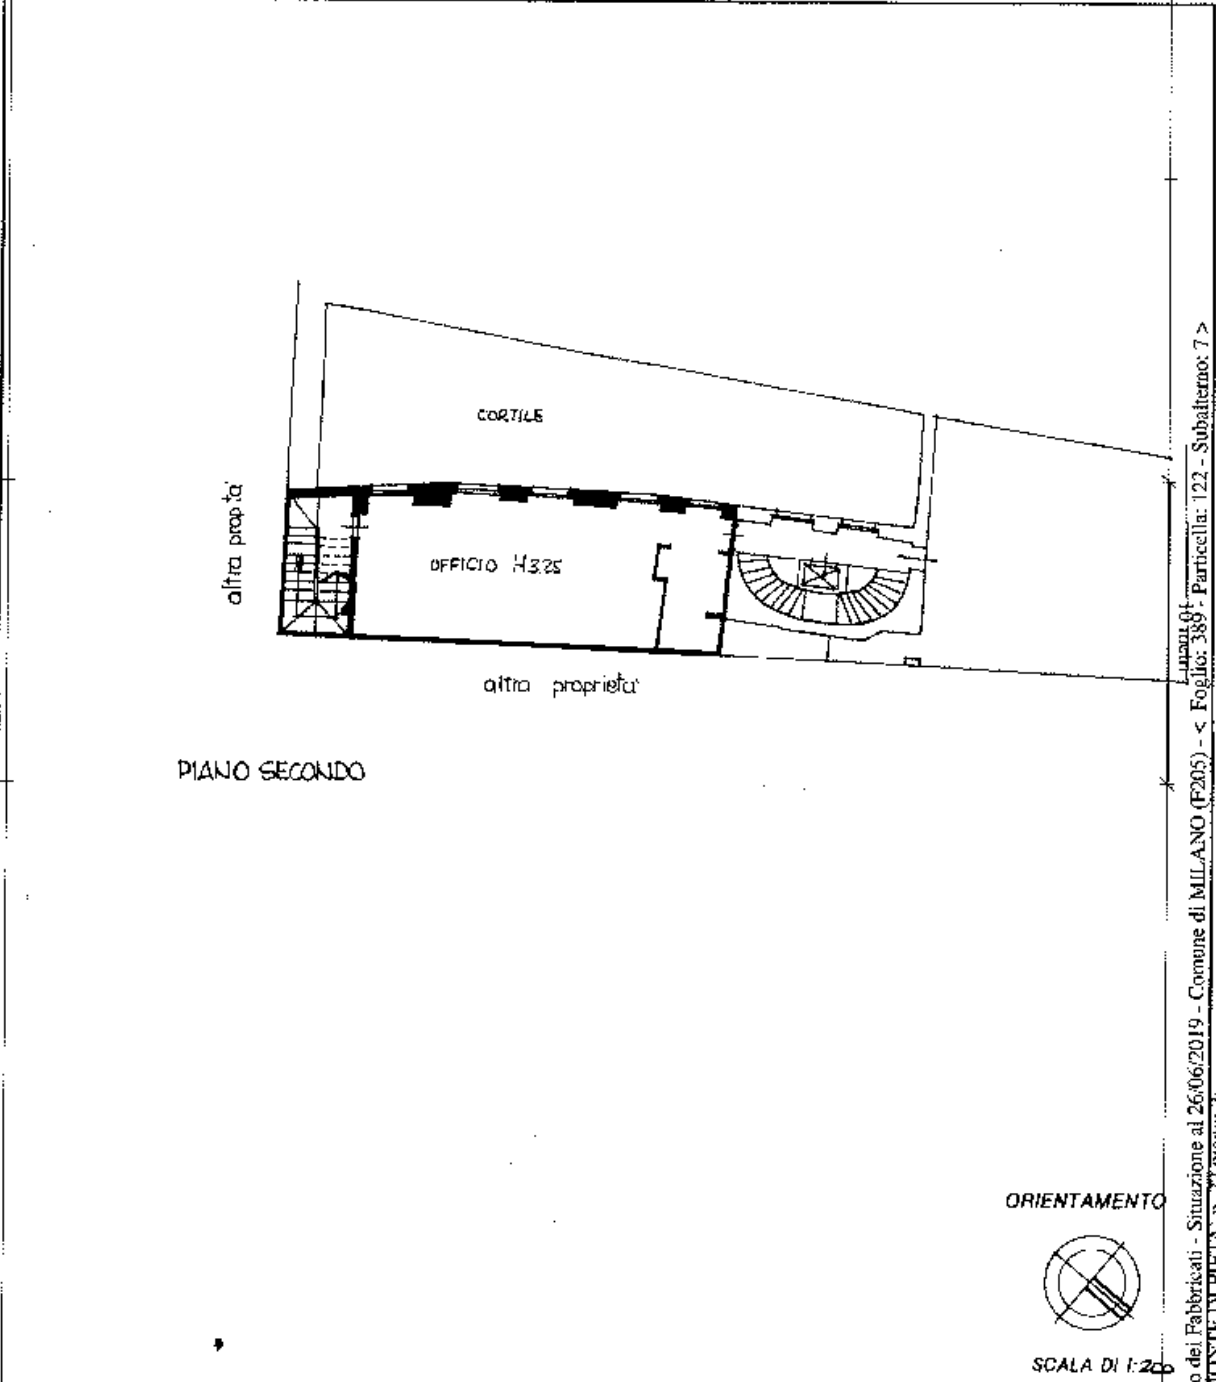 CORTILE
altra prop.ta'
UFFICIO H3.25
altra proprieta'
PIANO SECONDO
ORIENTAMENTO
SCALA DI 1:2
o dei Fabbricati - Situazione al 26/06/2019 - Comune di MILANO (F205) - < Foglio: 389 - Particella: 122 - Subalterno: 7 >